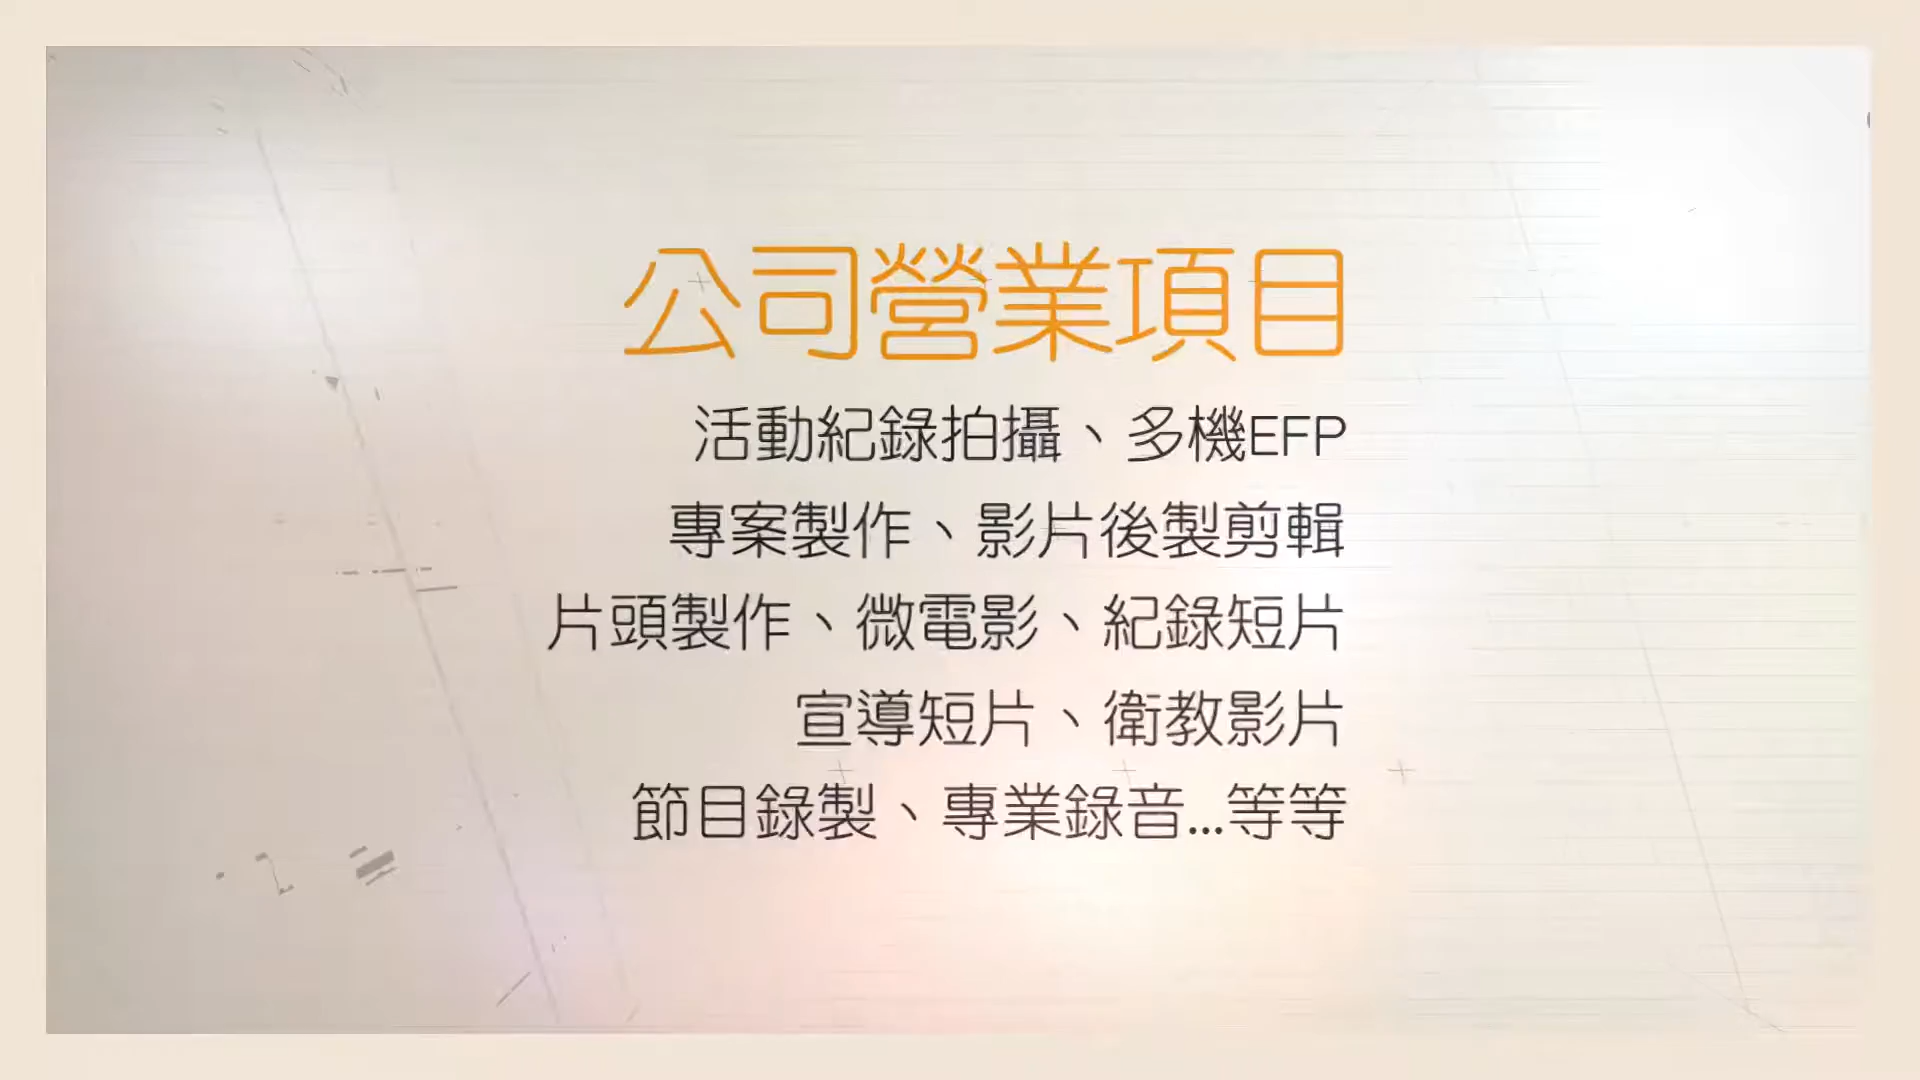 公司營業項目
活動紀錄拍攝、多機EFP
專案製作、影片後製剪輯
片頭製作、微電影、紀錄短片
宣導短片、衛教影片
節目錄製、專業錄音...等等